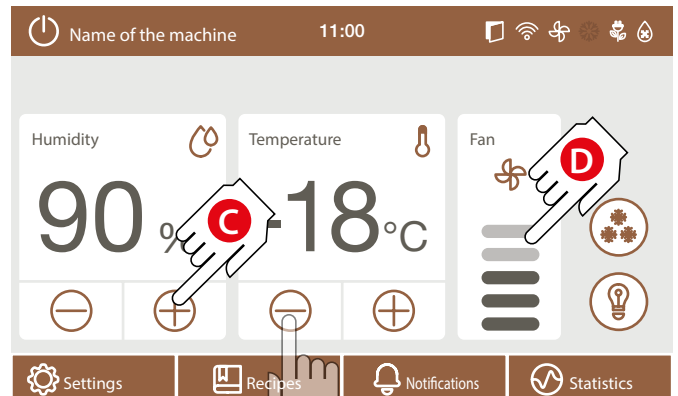 Name of the machine 11:00
Humidity Temperature Fan
90 % -18°C
C
D
Settings Recipes Notifications Statistics